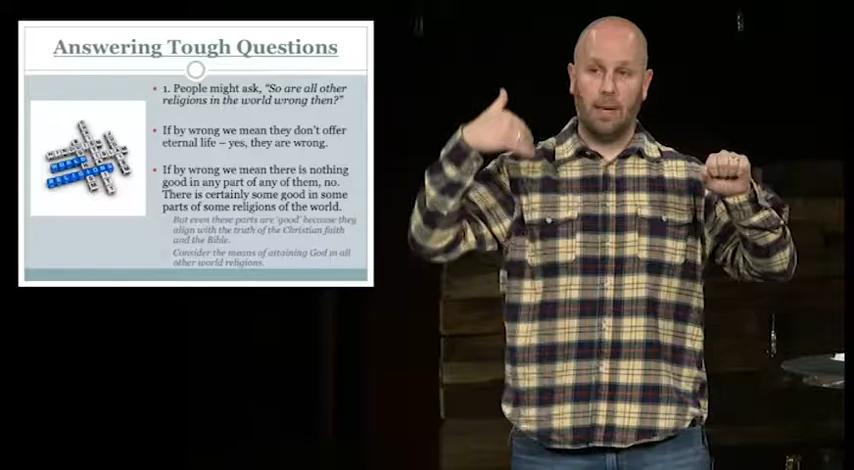 Answering Tough Questions
1. People might ask, "So are all other
religions in the world wrong then?"
If by wrong we mean they don't offer
eternal life – yes, they are wrong.
If by wrong we mean there is nothing
good in any part of any of them, no.
There is certainly some good in some
parts of some religions of the world.
But even these parts are 'good' because they
align with the truth of the Christian faith
and the Bible.
Consider the means of attaining God in all
other world religions.
WORLD
RELIGIONS